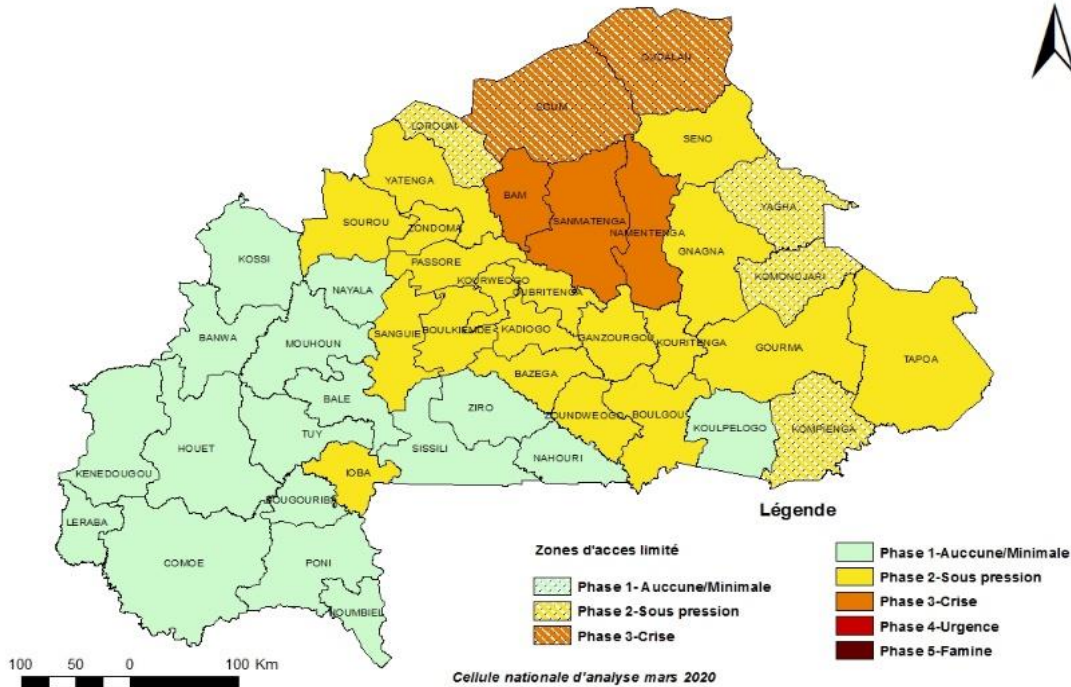 OUDALAN
SOUM
LOROUM
SENO
YATENGA
BAM
YAGHA
SANMATENGA
NAMENTENGA
SOUROU
ZONDOMA
GNAGNA
KOSSI
PASSORE
KOMONDJARI
NAYALA
KOURWEOGO
OUBRITENGA
BANWA
MOUHOUN
SANGUIE
BOULKIEMDE
KADIOGO
GANZOURGOU
KOURITENGA
GOURMA
TAPOA
BAZEGA
BALE
ZIRO
ZOUNDWEOGO
BOULGOU
KOULPELOGO
KOMPIENGA
TUY
HOUET
SISSILI
NAHOURI
KENEDOUGOU
IOBA
BOUGOURIBA
LERABA
COMOE
PONI
NOUMBIEL
Légende
Zones d'acces limité
Phase 1- Auccune/Minimale
Phase 2-Sous pression
Phase 3-Crise
Phase 1-Auccune/Minimale
Phase 2-Sous pression
Phase 3-Crise
Phase 4-Urgence
Phase 5-Famine
100 50 0 100 Km
Cellule nationale d'analyse mars 2020